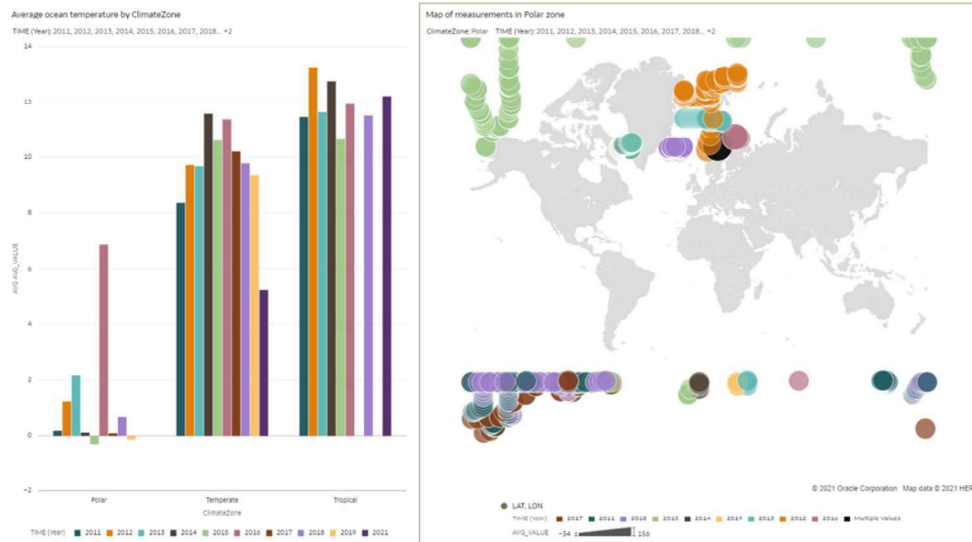 Average ocean temperature by ClimateZone
TIME (Year): 2011, 2012, 2013, 2014, 2015, 2016, 2017, 2018... +2
14
12
10
8
6
4
2
0
−2
AVG AVG_VALUE
Polar
Temperate
Tropical
ClimateZone
TIME (Year) 2011 2012 2013 2014 2015 2016 2017 2018 2019 2021
Map of measurements in Polar zone
ClimateZone: Polar TIME (Year): 2011, 2012, 2013, 2014, 2015, 2016, 2017, 2018... +2
© 2021 Oracle Corporation Map data © 2021 HER
LAT, LON
TIME (Year) 2017 2011 2018 2015 2014 2019 2013 2012 2016 Multiple Values
AVG_VALUE −34 156